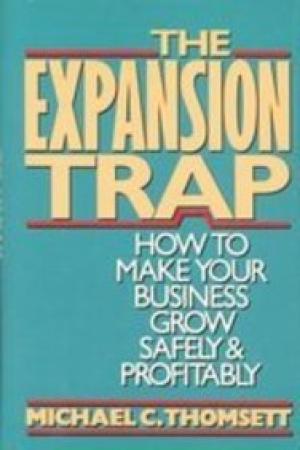 THE
EXPANSION
TRAP
HOW TO
MAKE YOUR
BUSINESS
GROW
SAFELY &
PROFITABLY
MICHAEL C. THOMSETT